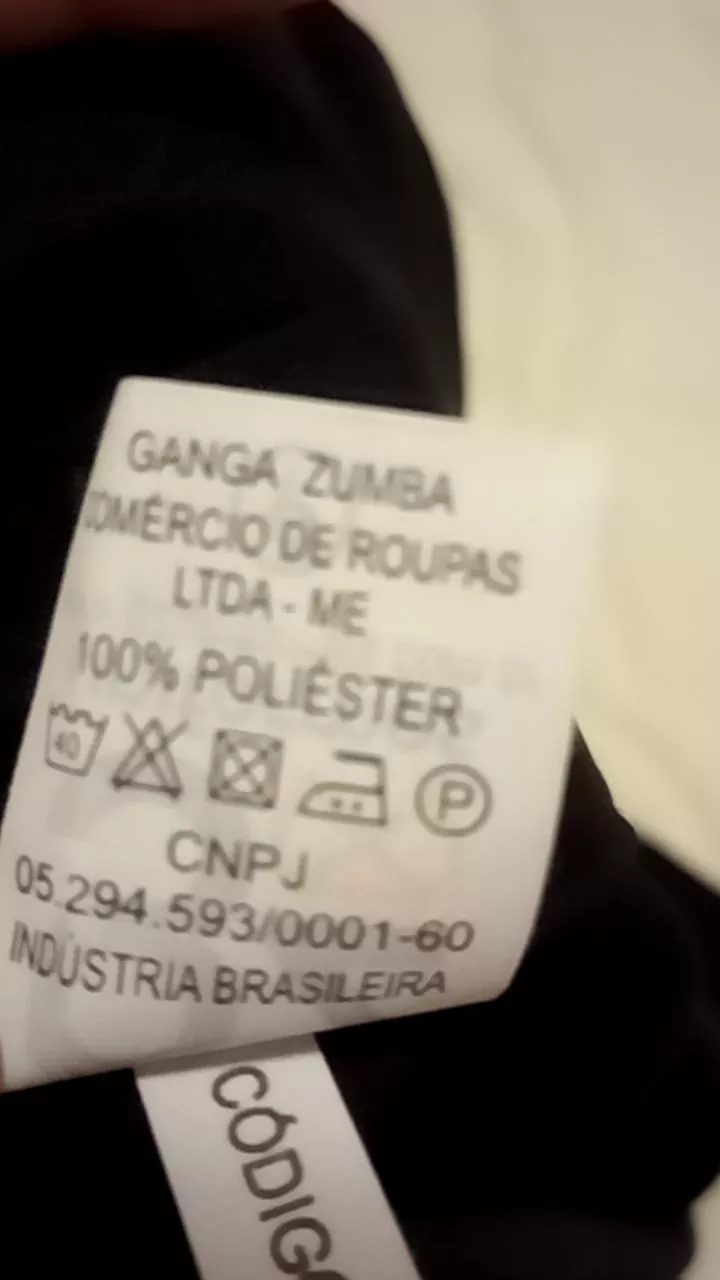 GANGA ZUMBA
COMÉRCIO DE ROUPAS
LTDA - ME
100% POLIÉSTER
40 P
CNPJ
05.294.593/0001-60
INDÚSTRIA BRASILEIRA
CÓDIGO